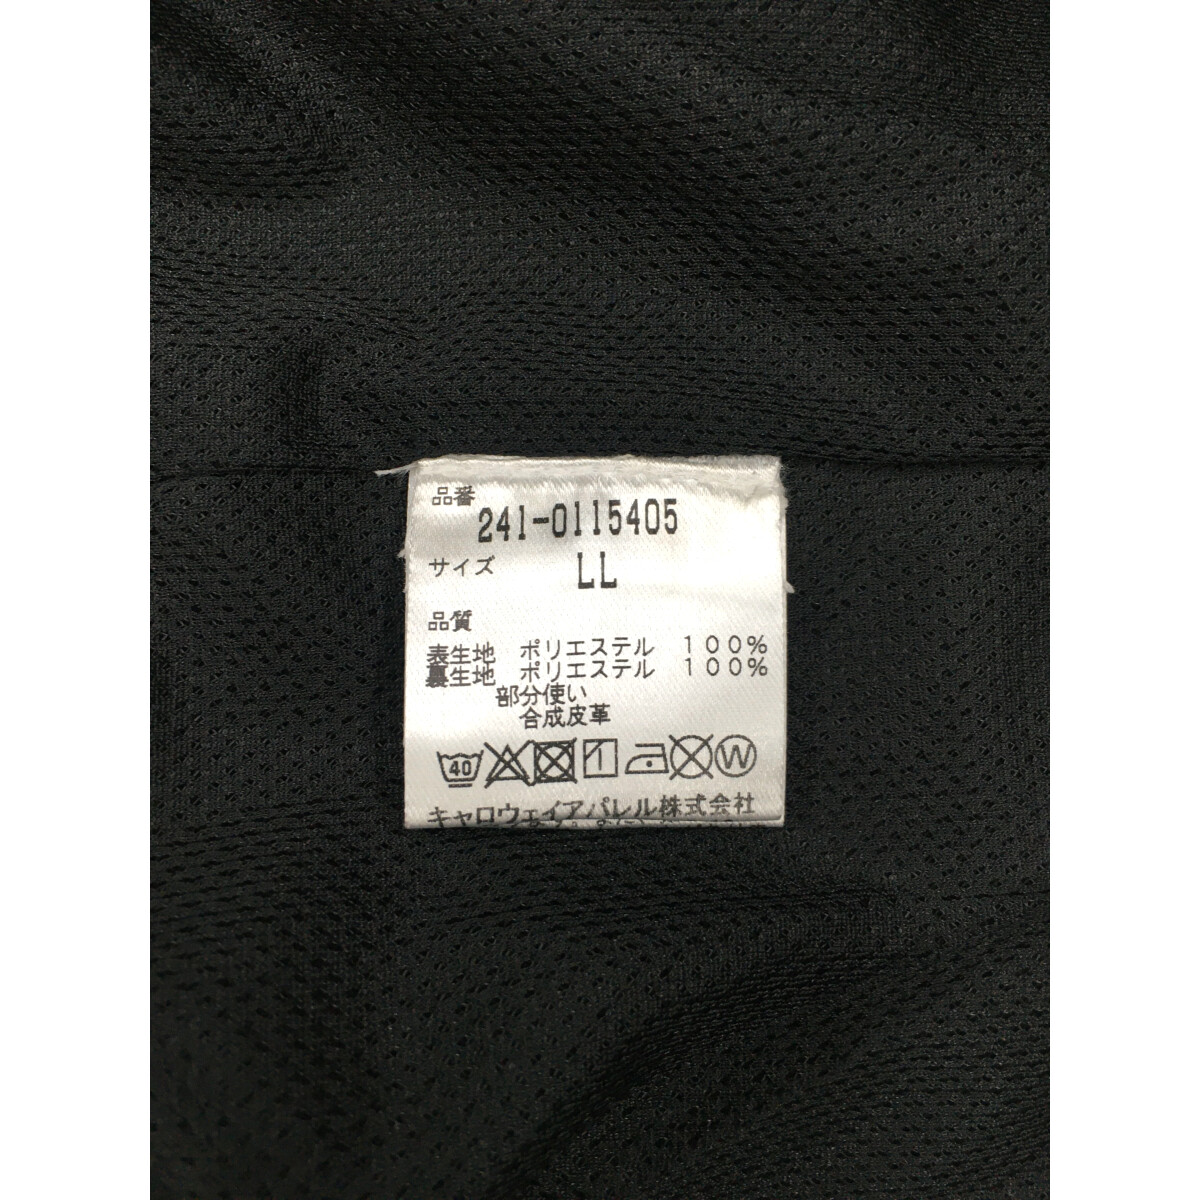 品番
241-0115405
サイズ LL
品質
表生地 ポリエステル 100%
裏生地 ポリエステル 100%
部分使い
合成皮革
40 W
キャロウェイアパレル株式会社